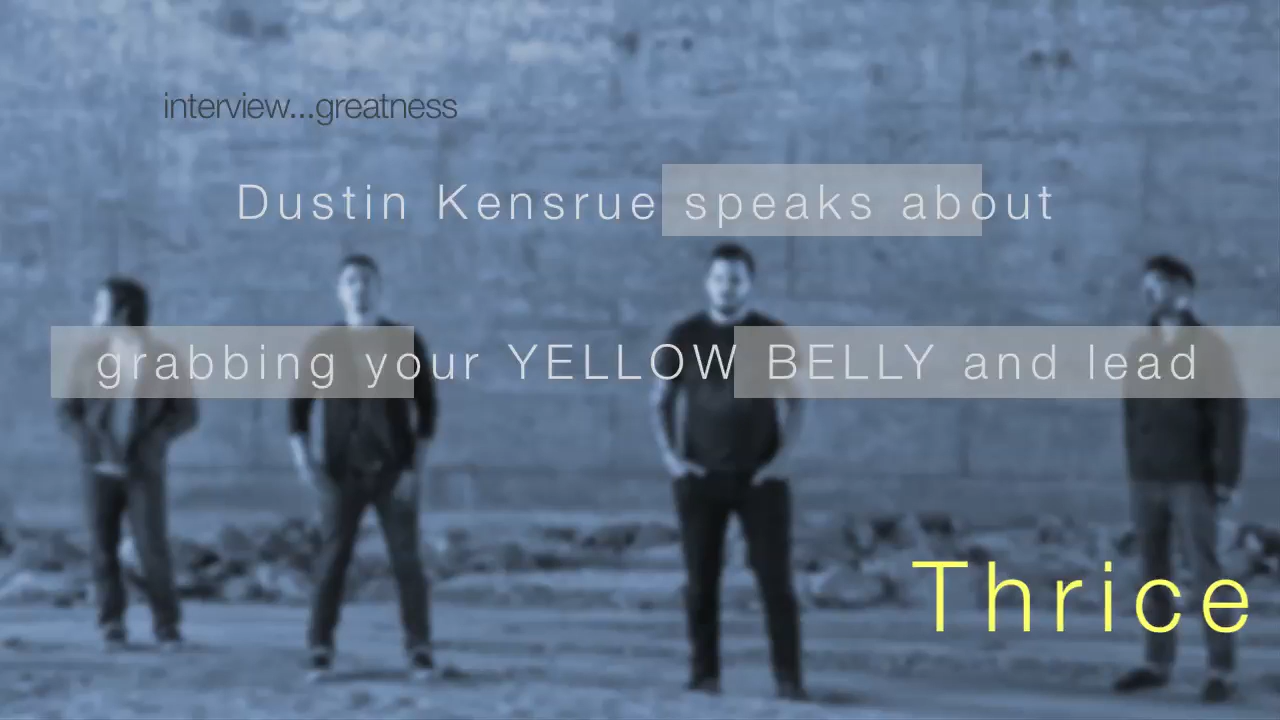 interview...greatness
Dustin Kensrue speaks about
grabbing your YELLOW BELLY and lead
Thrice